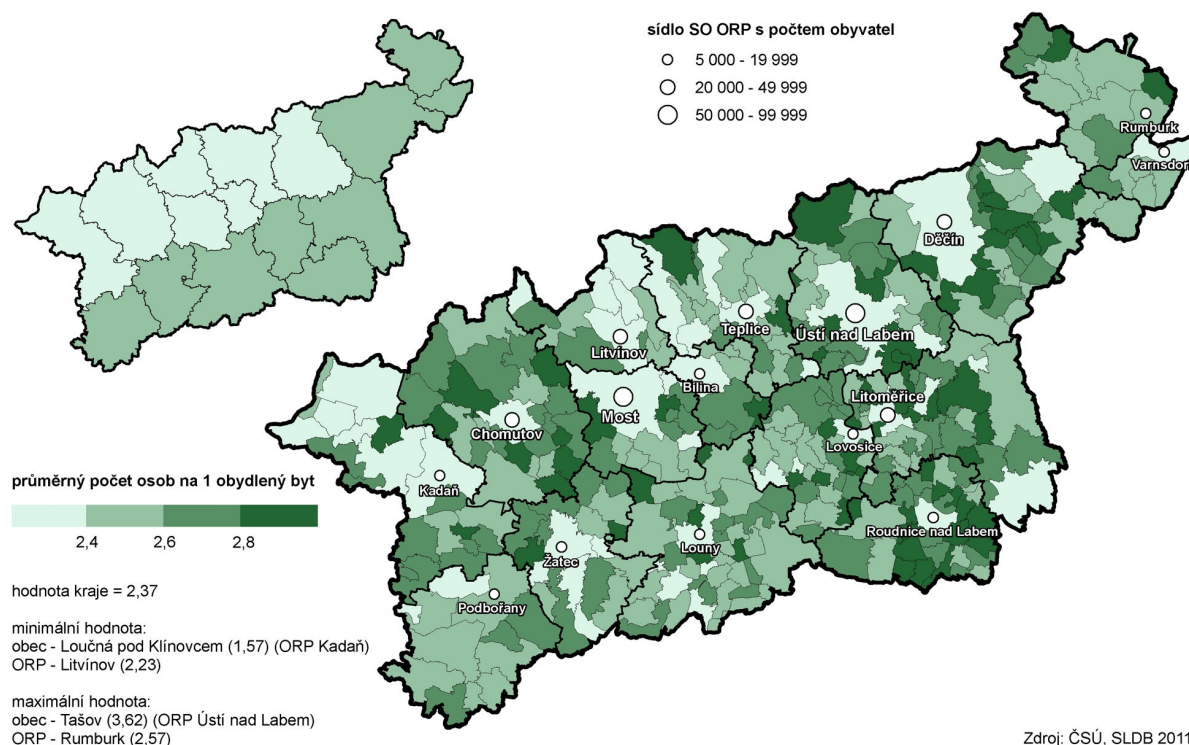 sídlo SO ORP s počtem obyvatel
5 000 - 19 999
20 000 - 49 999
50 000 - 99 999
Rumburk
Varnsdorf
Děčín
Ústí nad Labem
Teplice
Litvínov
Bílina
Most
Litoměřice
Lovosice
Chomutov
Kadaň
Roudnice nad Labem
Louny
Žatec
Podbořany
průměrný počet osob na 1 obydlený byt
2,4 2,6 2,8
hodnota kraje = 2,37
minimální hodnota:
obec - Loučná pod Klínovcem (1,57) (ORP Kadaň)
ORP - Litvínov (2,23)
maximální hodnota:
obec - Tašov (3,62) (ORP Ústí nad Labem)
ORP - Rumburk (2,57)
Zdroj: ČSÚ, SLDB 2011